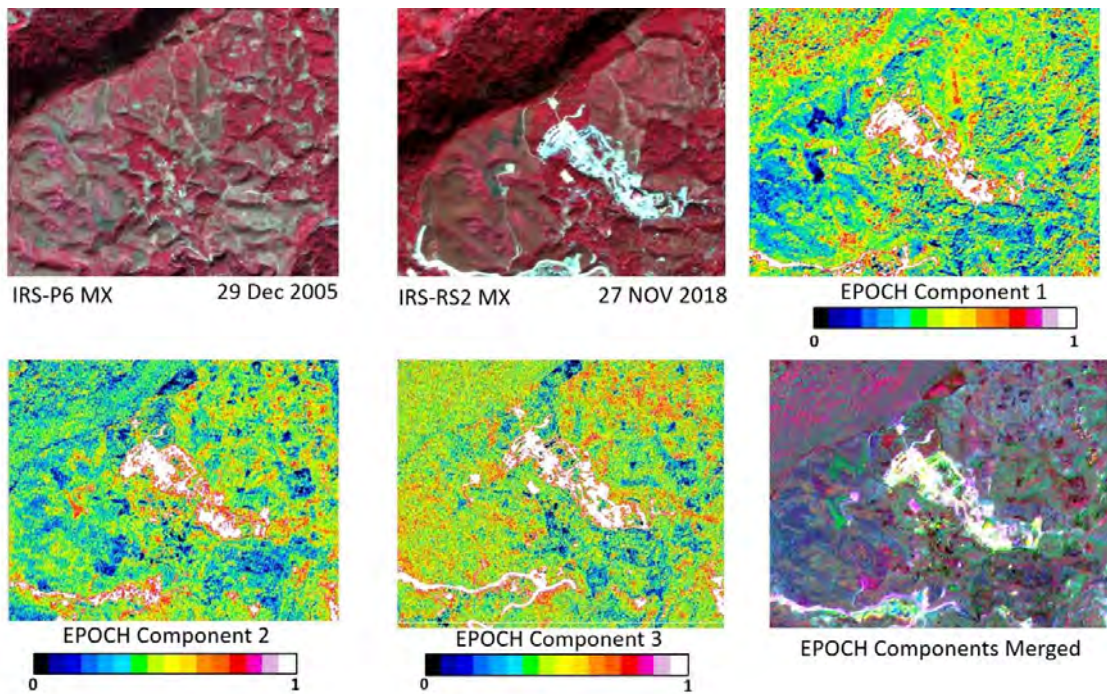 IRS-P6 MX 29 Dec 2005
IRS-RS2 MX 27 NOV 2018
EPOCH Component 1
0 1
EPOCH Component 2
0 1
EPOCH Component 3
0 1
EPOCH Components Merged